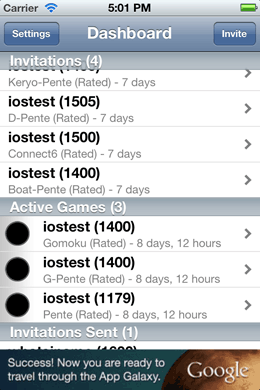 Carrier 5:01 PM
Settings Dashboard Invite
Invitations (4)
Keryo-Pente (Rated) - 7 days
iostest (1505)
D-Pente (Rated) - 7 days
iostest (1500)
Connect6 (Rated) - 7 days
iostest (1400)
Boat-Pente (Rated) - 7 days
Active Games (3)
iostest (1400)
Gomoku (Rated) - 8 days, 12 hours
iostest (1400)
G-Pente (Rated) - 8 days, 12 hours
iostest (1179)
Pente (Rated) - 8 days, 12 hours
Invitations Sent (1)
Success! Now you are ready to
travel through the App Galaxy.
Google